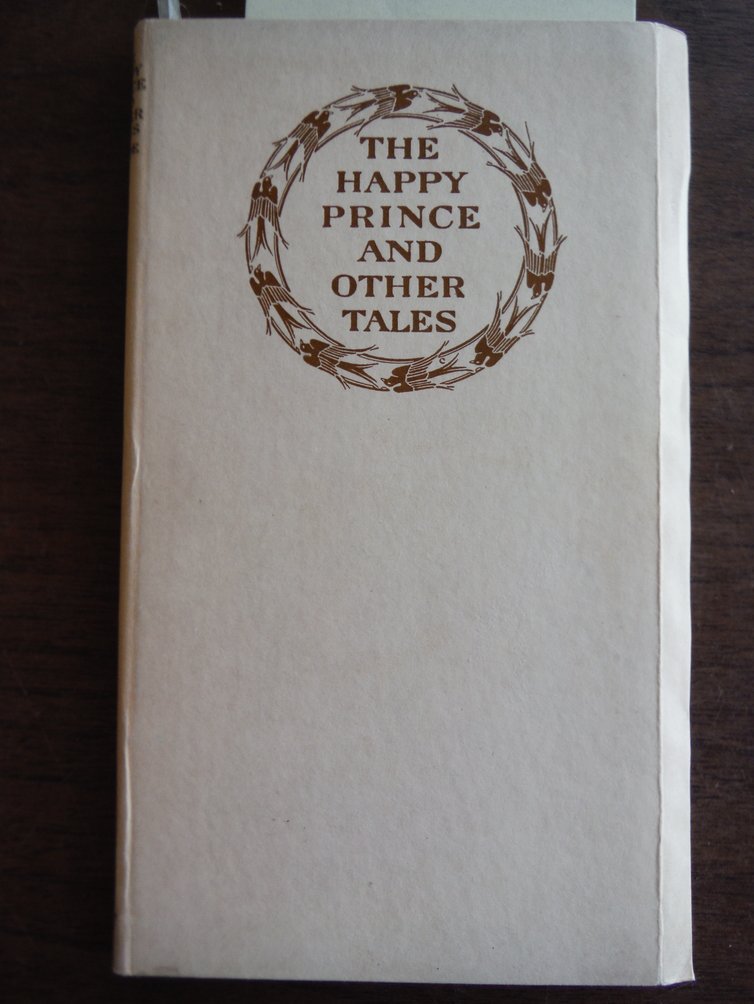 THE
HAPPY
PRINCE
AND
OTHER
TALES